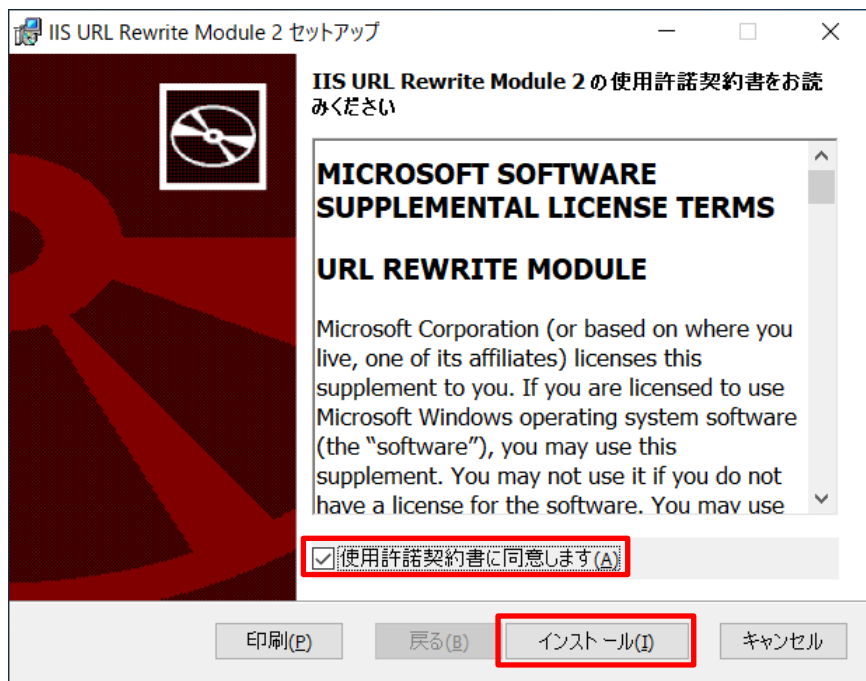 IIS URL Rewrite Module 2 セットアップ
IIS URL Rewrite Module 2 の使用許諾契約書をお読
みください
MICROSOFT SOFTWARE
SUPPLEMENTAL LICENSE TERMS
URL REWRITE MODULE
Microsoft Corporation (or based on where you
live, one of its affiliates) licenses this
supplement to you. If you are licensed to use
Microsoft Windows operating system software
(the “software”), you may use this
supplement. You may not use it if you do not
have a license for the software. You may use
使用許諾契約書に同意します(A)
印刷(P)
戻る(B)
インストール(I)
キャンセル